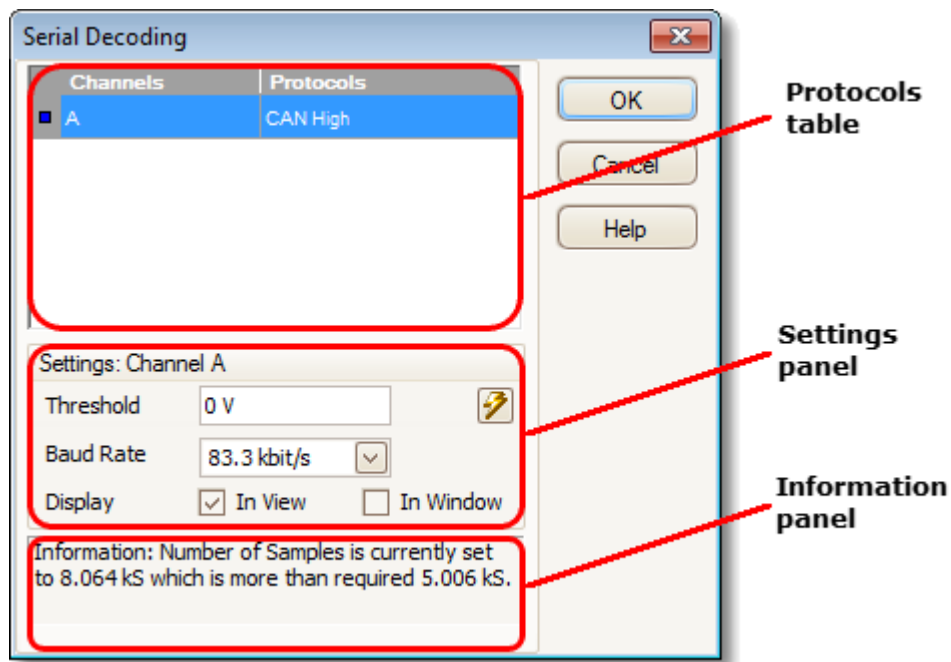 Serial Decoding
Channels Protocols
A CAN High
OK
Cancel
Help
Protocols
table
Settings: Channel A
Threshold 0 V
Baud Rate 83.3 kbit/s
Display In View In Window
Settings
panel
Information: Number of Samples is currently set
to 8.064 kS which is more than required 5.006 kS.
Information
panel